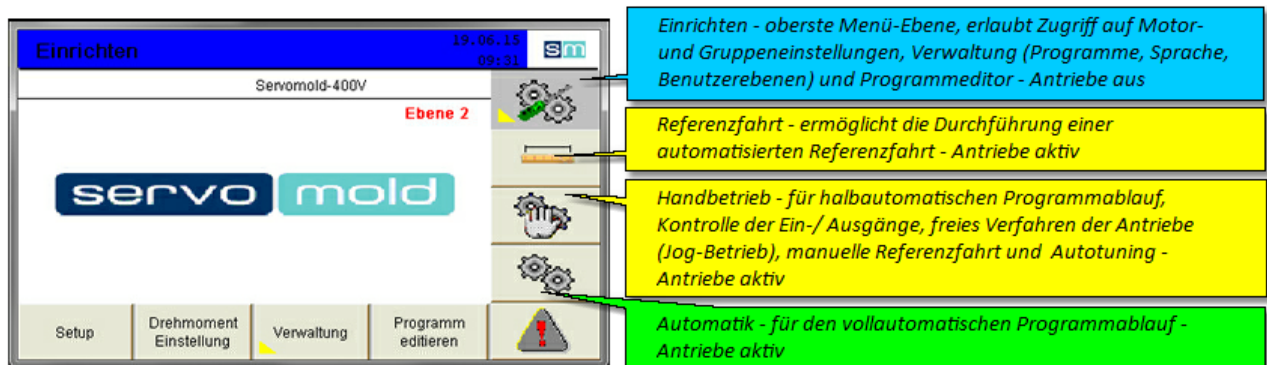 Einrichten
19.06.15
09:31
sm
Servomold-400V
Ebene 2
servo mold
Setup
Drehmoment
Einstellung
Verwaltung
Programm
editieren
Einrichten - oberste Menü-Ebene, erlaubt Zugriff auf Motor-
und Gruppeneinstellungen, Verwaltung (Programme, Sprache,
Benutzerebenen) und Programmeditor - Antriebe aus
Referenzfahrt - ermöglicht die Durchführung einer
automatisierten Referenzfahrt - Antriebe aktiv
Handbetrieb - für halbautomatischen Programmablauf,
Kontrolle der Ein-/ Ausgänge, freies Verfahren der Antriebe
(Jog-Betrieb), manuelle Referenzfahrt und Autotuning -
Antriebe aktiv
Automatik - für den vollautomatischen Programmablauf -
Antriebe aktiv